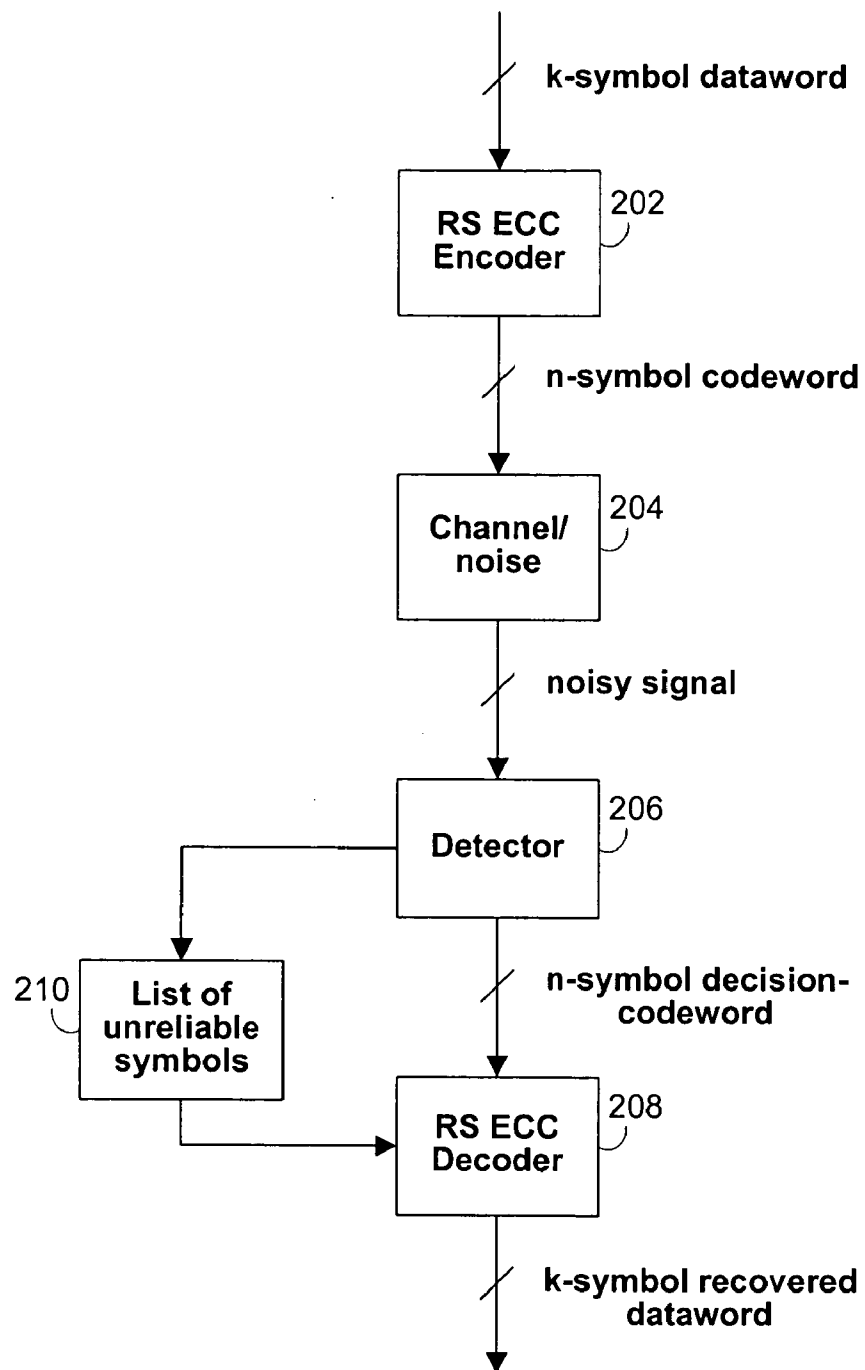 k-symbol dataword
202
RS ECC
Encoder
n-symbol codeword
204
Channel/
noise
noisy signal
206
Detector
n-symbol decision-
codeword
210
List of
unreliable
symbols
208
RS ECC
Decoder
k-symbol recovered
dataword